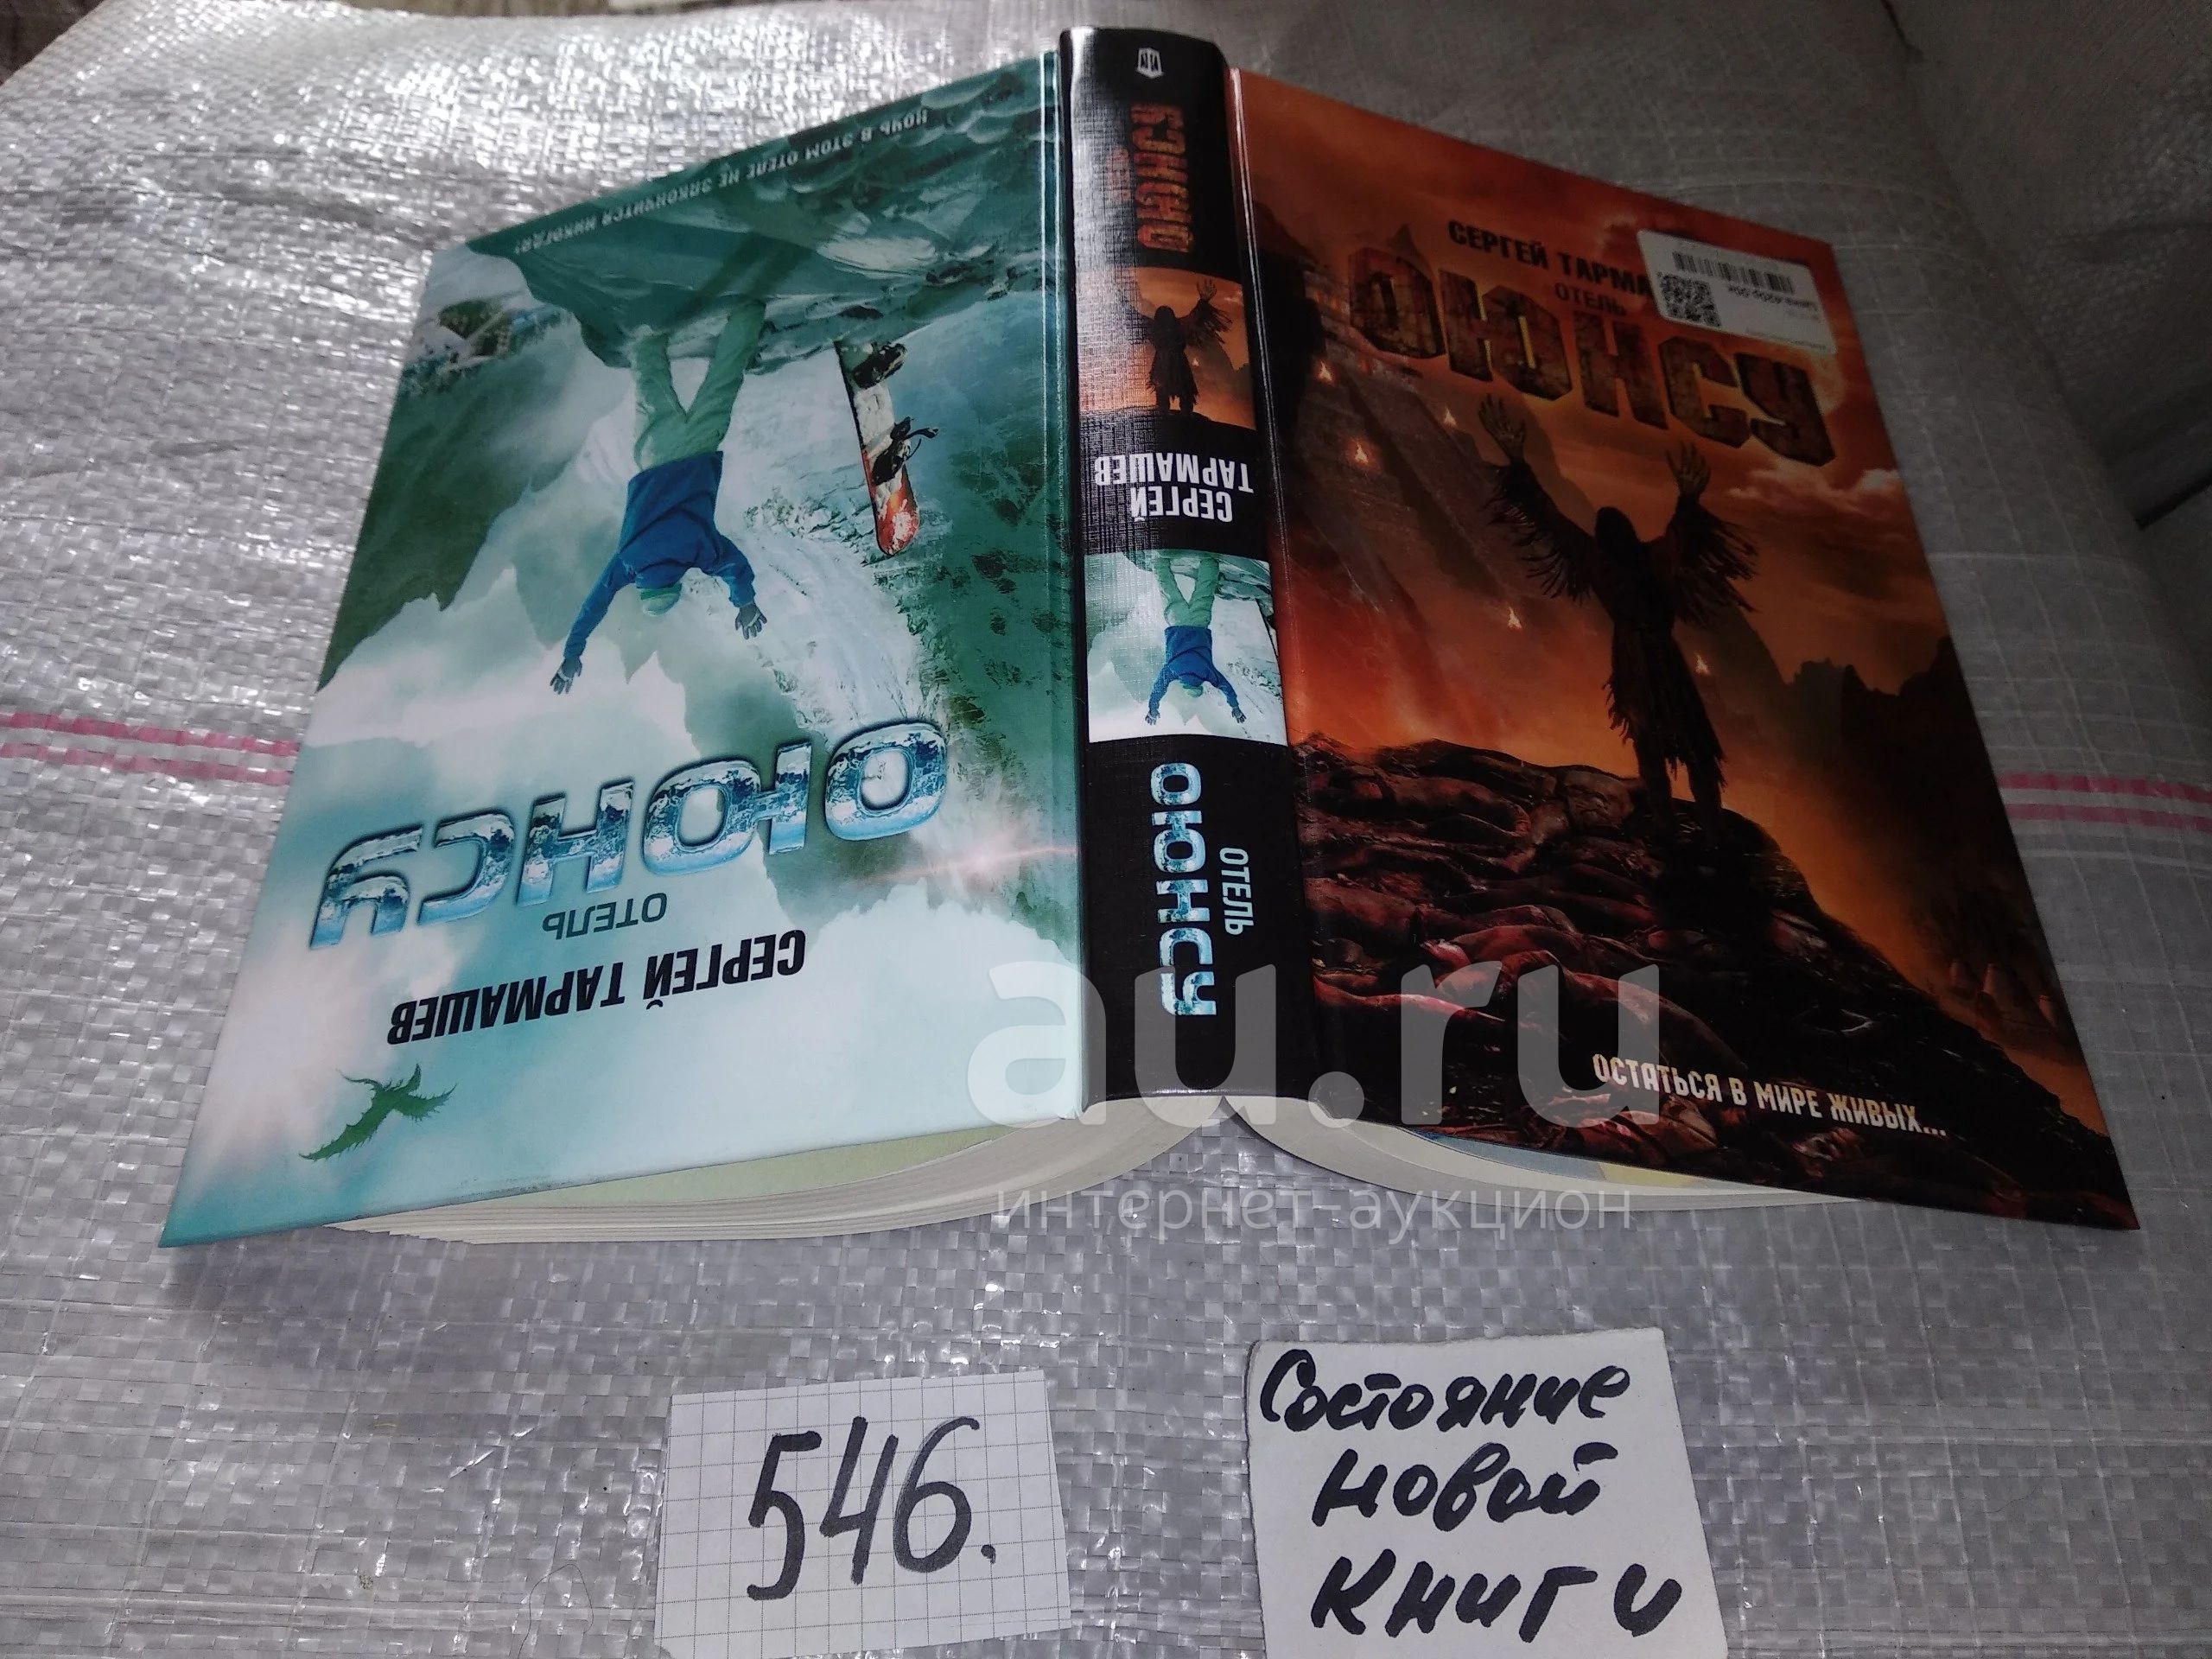 НОЧЬ В ЭТОМ ОТЕЛЕ НЕ ЗАКОНЧИТСЯ НИКОГДА!
ОЮНСУ
ОТЕЛЬ
СЕРГЕЙ ТАРМАШЕВ
ОЮНСУ
СЕРГЕЙ
ТАРМАШЕВ
ОТЕЛЬ
ОЮНСУ
СЕРГЕЙ ТАРМА
ОТЕЛЬ
ОЮНСУ
ОСТАТЬСЯ В МИРЕ ЖИВЫХ...
au.ru
интернет-аукцион
546.
Состояние
новой
книги